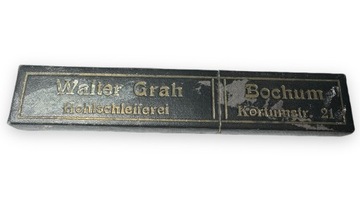 Walter Grah
Hohlschleiferei
Bochum
Kortumstr. 21